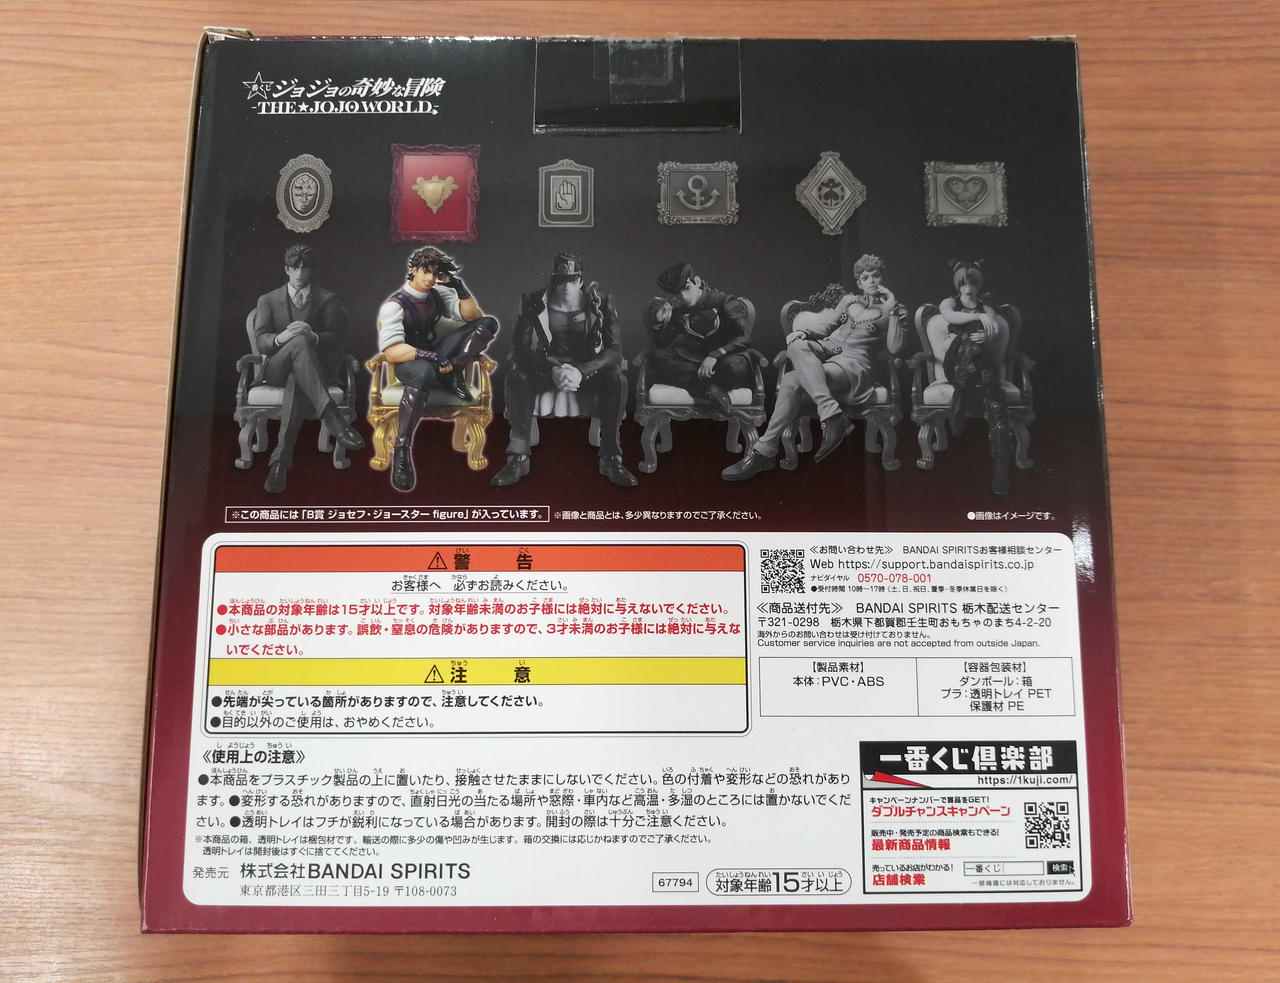 一番くじ ジョジョの奇妙な冒険
-THE★JOJO WORLD-
※この商品には「B賞 ジョセフ・ジョースター figure」が入っています。
※画像と商品とは、多少異なりますのでご了承ください。
●画像はイメージです。
⚠警告
お客様へ 必ずお読みください。
●本商品の対象年齢は15才以上です。対象年齢未満のお子様には絶対に与えないでください。
●小さな部品があります。誤飲・窒息の危険がありますので、3才未満のお子様には絶対に与えな
いでください。
⚠注意
●先端が尖っている箇所がありますので、注意してください。
●目的以外のご使用は、おやめください。
《使用上の注意》
●本商品をプラスチック製品の上に置いたり、接触させたままにしないでください。色の付着や変形などの恐れがあり
ます。●変形する恐れがありますので、直射日光の当たる場所や窓際・車内など高温・多湿のところには置かないでくだ
さい。●透明トレイはフチが鋭利になっている場合があります。開封の際は十分ご注意ください。
※本商品の箱、透明トレイは梱包材です。輸送の際に多少の傷や凹みが生じます。箱の交換には応じかねますのでご了承ください。
透明トレイは開封後はすぐに捨ててください。
発売元 株式会社BANDAI SPIRITS
東京都港区三田三丁目5-19 〒108-0073
67794
対象年齢15才以上
≪お問い合わせ先≫ BANDAI SPIRITSお客様相談センター
Web https://support.bandaispirits.co.jp
ナビダイヤル 0570-078-001
●受付時間 10時〜17時(土、日、祝日、夏季・冬季休業日を除く)
≪商品送付先≫ BANDAI SPIRITS 栃木配送センター
〒321-0298 栃木県下都賀郡壬生町おもちゃのまち4-2-20
海外からのお問い合わせは受け付けておりません。
Customer service inquiries are not accepted from outside Japan.
【製品素材】
本体:PVC・ABS
【容器包装材】
ダンボール:箱
プラ:透明トレイ PET
保護材 PE
一番くじ倶楽部
https://1kuji.com/
キャンペーンナンバーで賞品をGET!
ダブルチャンスキャンペーン
販売中・発売予定の商品検索もできる!
最新商品情報
売っているお店がわかる!
店舗検索
一番くじ 検索
一部機種には対応しておりません。